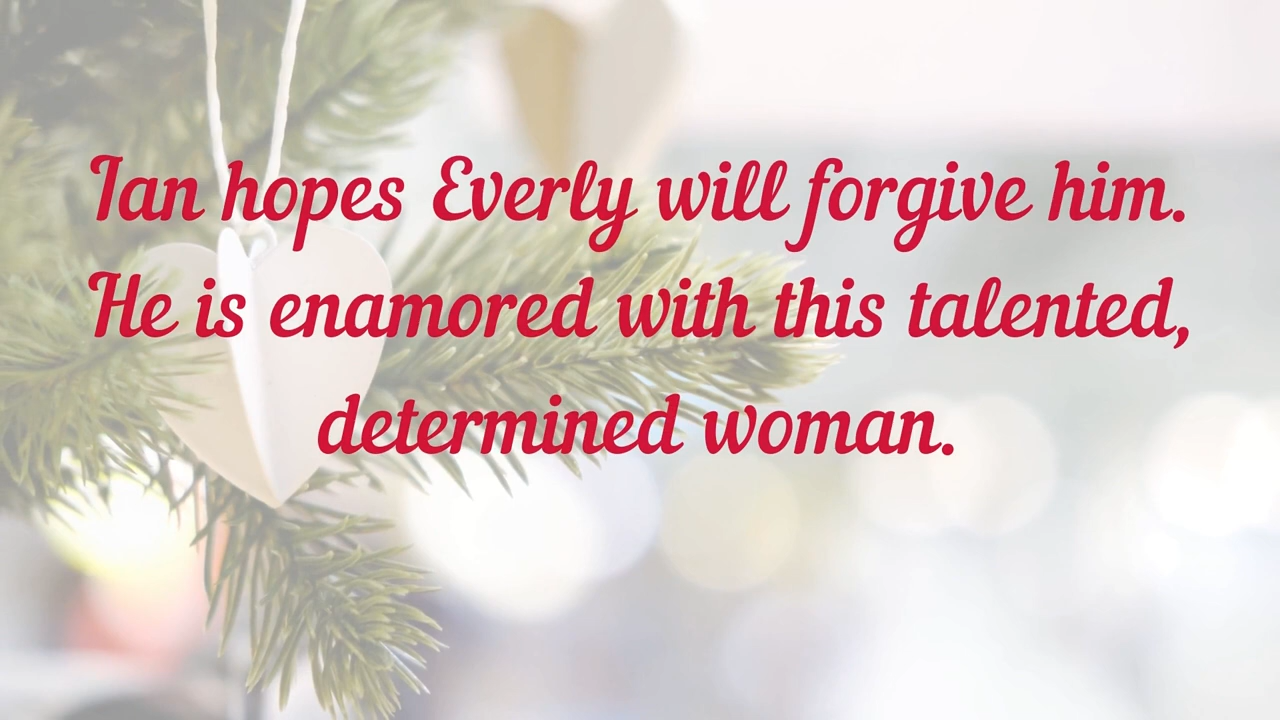 Ian hopes Everly will forgive him.
He is enamored with this talented,
determined woman.